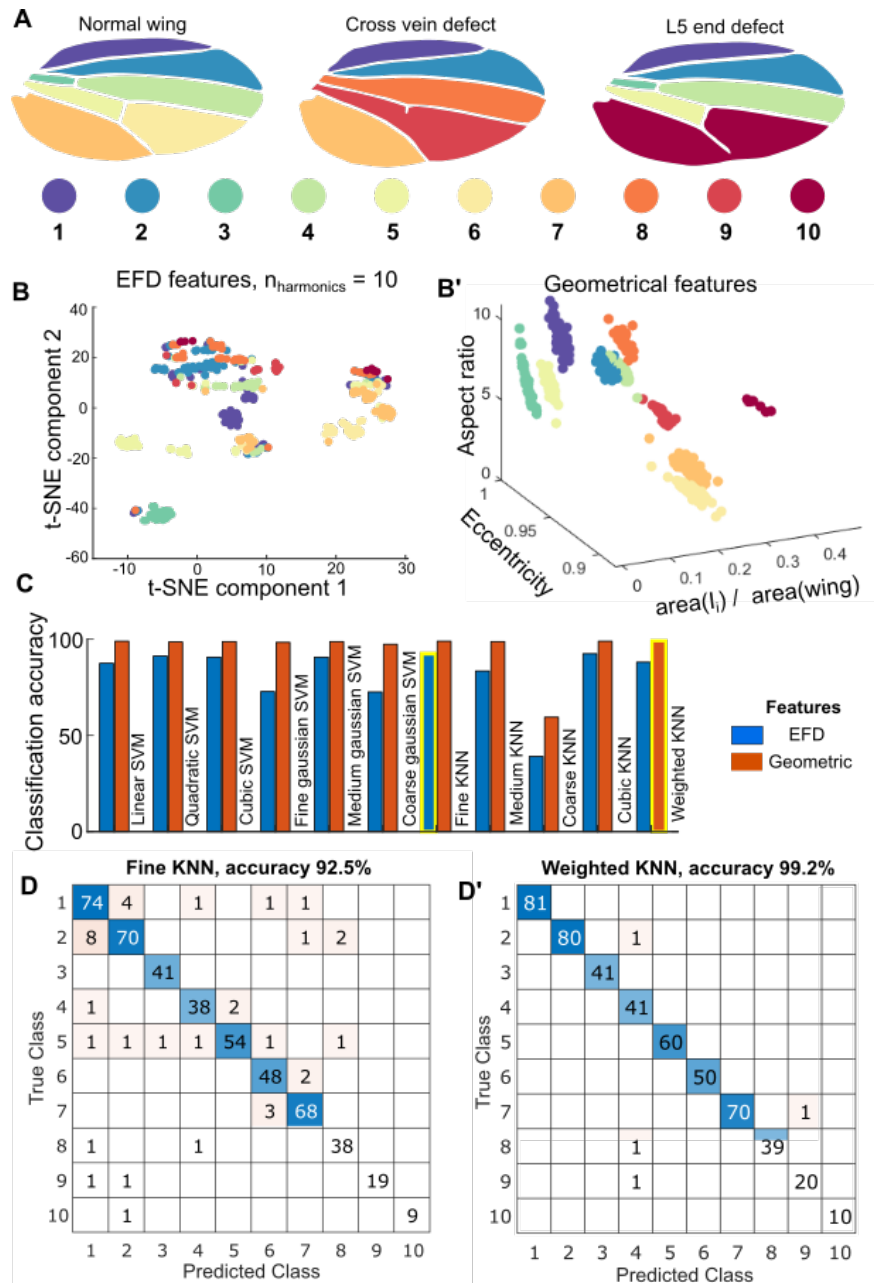 A
Normal wing
Cross vein defect
L5 end defect
1 2 3 4 5 6 7 8 9 10
B
EFD features, n harmonics = 10
t-SNE component 2
40
20
0
-20
-40
-60
-10 0 10 20 30
t-SNE component 1
B'
Geometrical features
Aspect ratio
10
5
0
1
0.95
0.9
Eccentricity
0 0.1 0.2 0.3 0.4
area(Ii) / area(wing)
C
Classification accuracy
100
50
0
Linear SVM
Quadratic SVM
Cubic SVM
Fine gaussian SVM
Medium gaussian SVM
Coarse gaussian SVM
Fine KNN
Medium KNN
Coarse KNN
Cubic KNN
Weighted KNN
Features
EFD
Geometric
D
Fine KNN, accuracy 92.5%
True Class
1 74 4 1 1 1
2 8 70 1 2
3 41
4 1 38 2
5 1 1 1 1 54 1 1
6 48 2
7 3 68
8 1 1 38
9 1 1 19
10 1 9
1 2 3 4 5 6 7 8 9 10
Predicted Class
D'
Weighted KNN, accuracy 99.2%
True Class
1 81
2 80 1
3 41
4 41
5 60
6 50
7 70 1
8 1 39
9 1 20
10 10
1 2 3 4 5 6 7 8 9 10
Predicted Class